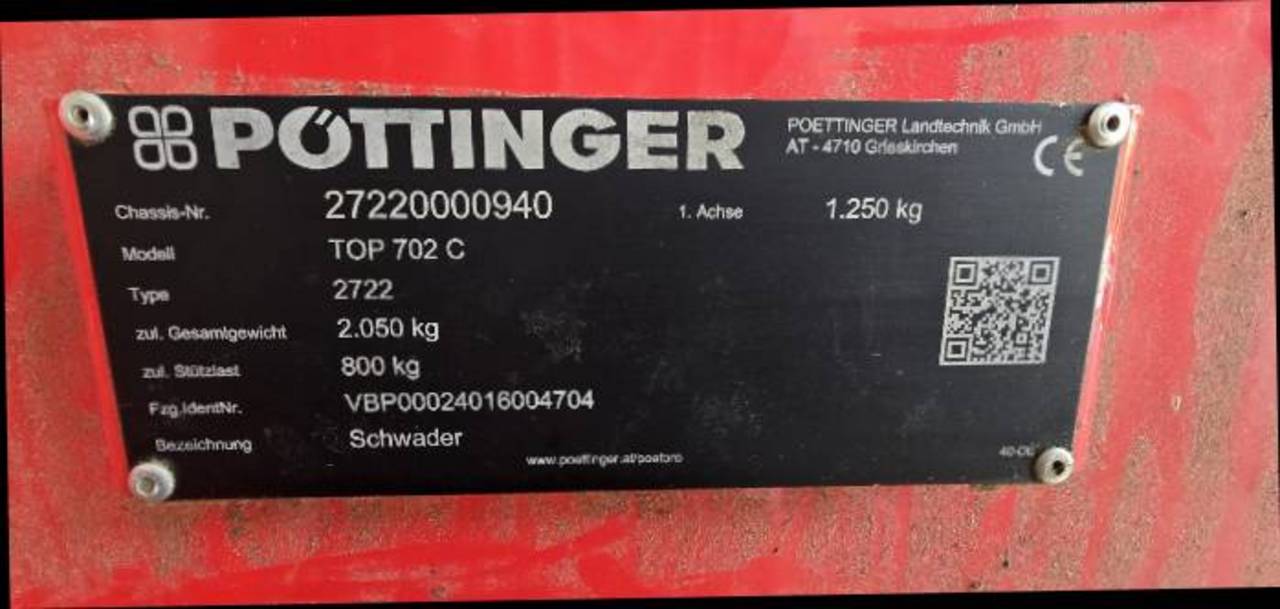 PÖTTINGER
POETTINGER Landtechnik GmbH
AT - 4710 Grieskirchen
CE
Chassis-Nr. 27220000940 1. Achse 1.250 kg
Modell TOP 702 C
Type 2722
zul. Gesamtgewicht 2.050 kg
zul. Stützlast 800 kg
Fzg.IdentNr. VBP00024016004704
Bezeichnung Schwader
www.poettinger.at/poetpro